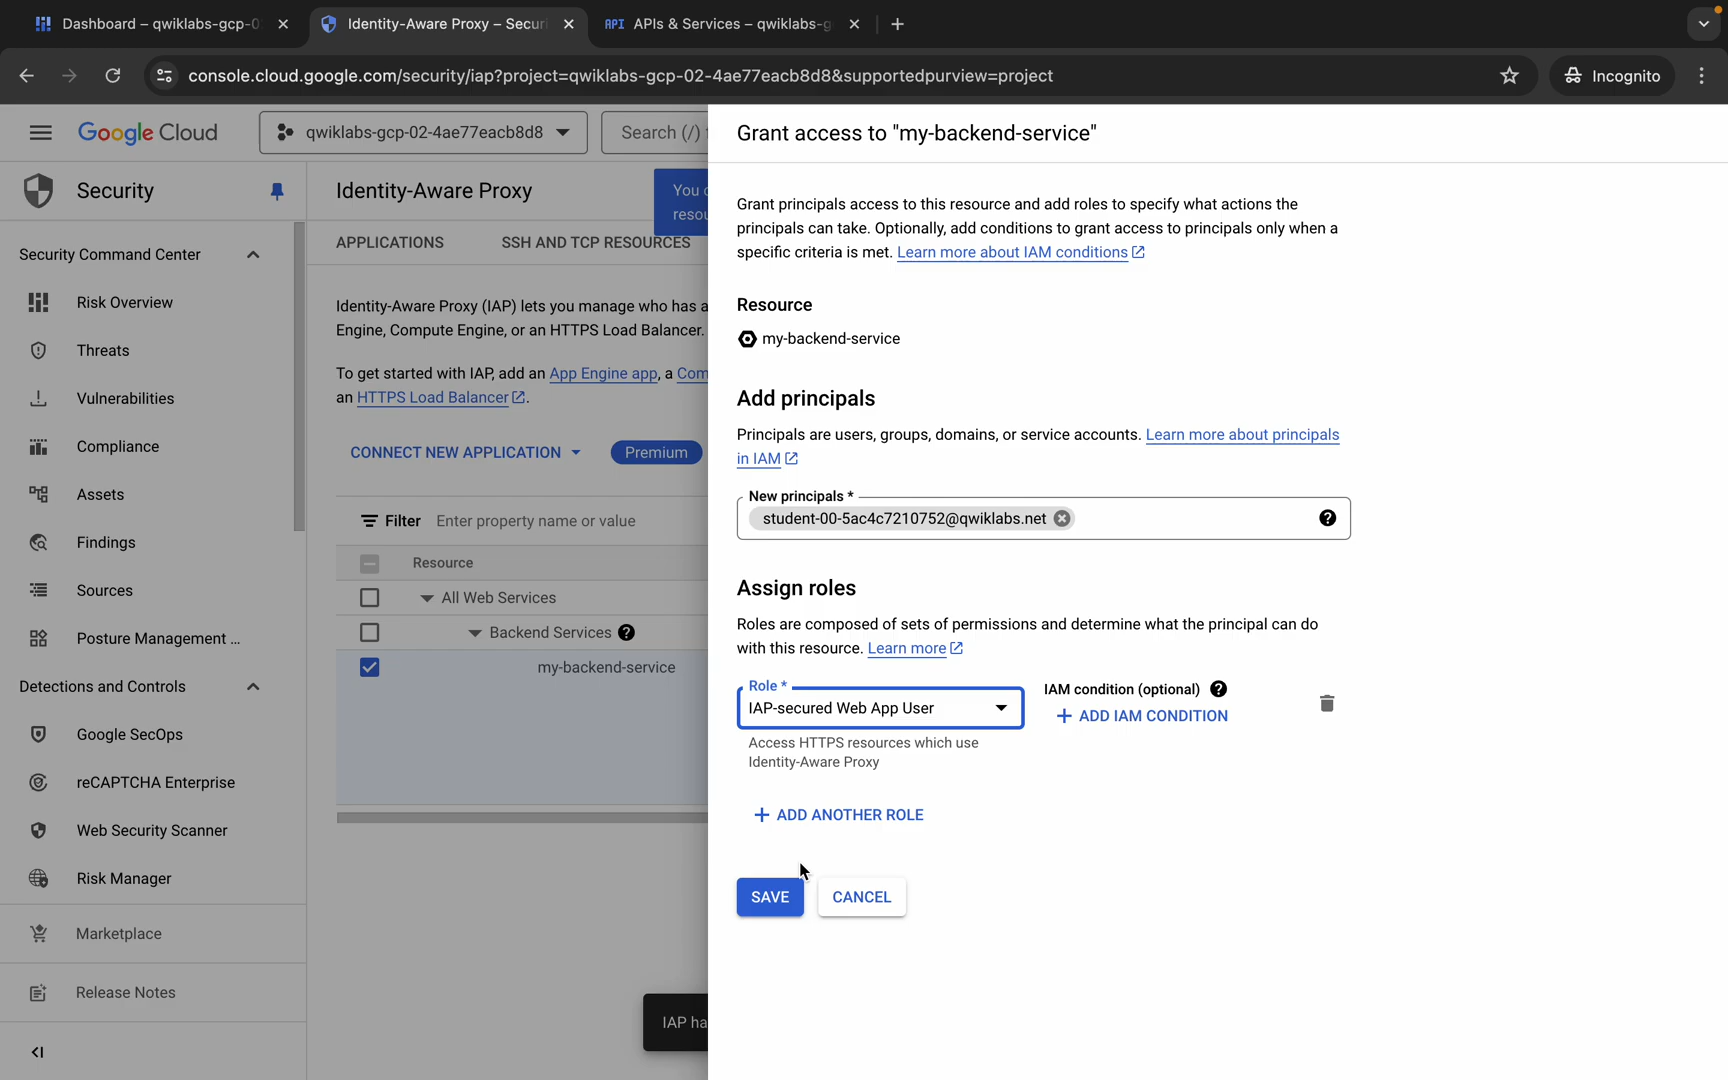 Dashboard – qwiklabs-gcp-0
Identity-Aware Proxy – Secur
API APIs & Services – qwiklabs-g
console.cloud.google.com/security/iap?project=qwiklabs-gcp-02-4ae77eacb8d8&supportedpurview=project
Incognito
Google Cloud
qwiklabs-gcp-02-4ae77eacb8d8
Search (/) f
Security
Identity-Aware Proxy
You c
resou
APPLICATIONS
SSH AND TCP RESOURCES
Security Command Center
Risk Overview
Threats
Vulnerabilities
Compliance
Assets
Findings
Sources
Posture Management ...
Detections and Controls
Google SecOps
reCAPTCHA Enterprise
Web Security Scanner
Risk Manager
Marketplace
Release Notes
Identity-Aware Proxy (IAP) lets you manage who has a
Engine, Compute Engine, or an HTTPS Load Balancer.
To get started with IAP, add an App Engine app, a Com
an HTTPS Load Balancer.
CONNECT NEW APPLICATION
Premium
Filter Enter property name or value
Resource
All Web Services
Backend Services
my-backend-service
IAP ha
Grant access to "my-backend-service"
Grant principals access to this resource and add roles to specify what actions the
principals can take. Optionally, add conditions to grant access to principals only when a
specific criteria is met. Learn more about IAM conditions
Resource
my-backend-service
Add principals
Principals are users, groups, domains, or service accounts. Learn more about principals
in IAM
New principals *
student-00-5ac4c7210752@qwiklabs.net
Assign roles
Roles are composed of sets of permissions and determine what the principal can do
with this resource. Learn more
Role *
IAP-secured Web App User
IAM condition (optional)
+ ADD IAM CONDITION
Access HTTPS resources which use
Identity-Aware Proxy
+ ADD ANOTHER ROLE
SAVE
CANCEL